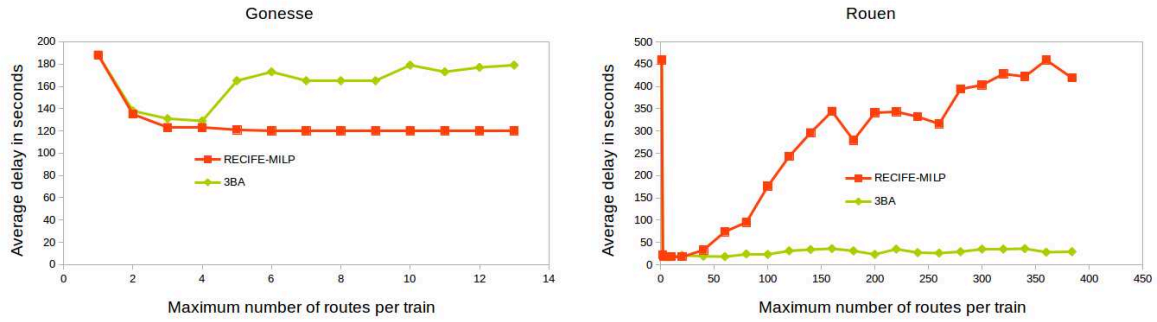 Gonesse
Average delay in seconds
200
180
160
140
120
100
80
60
40
20
0
RECIFE-MILP
3BA
0 2 4 6 8 10 12 14
Maximum number of routes per train
Rouen
Average delay in seconds
500
450
400
350
300
250
200
150
100
50
0
RECIFE-MILP
3BA
0 50 100 150 200 250 300 350 400 450
Maximum number of routes per train